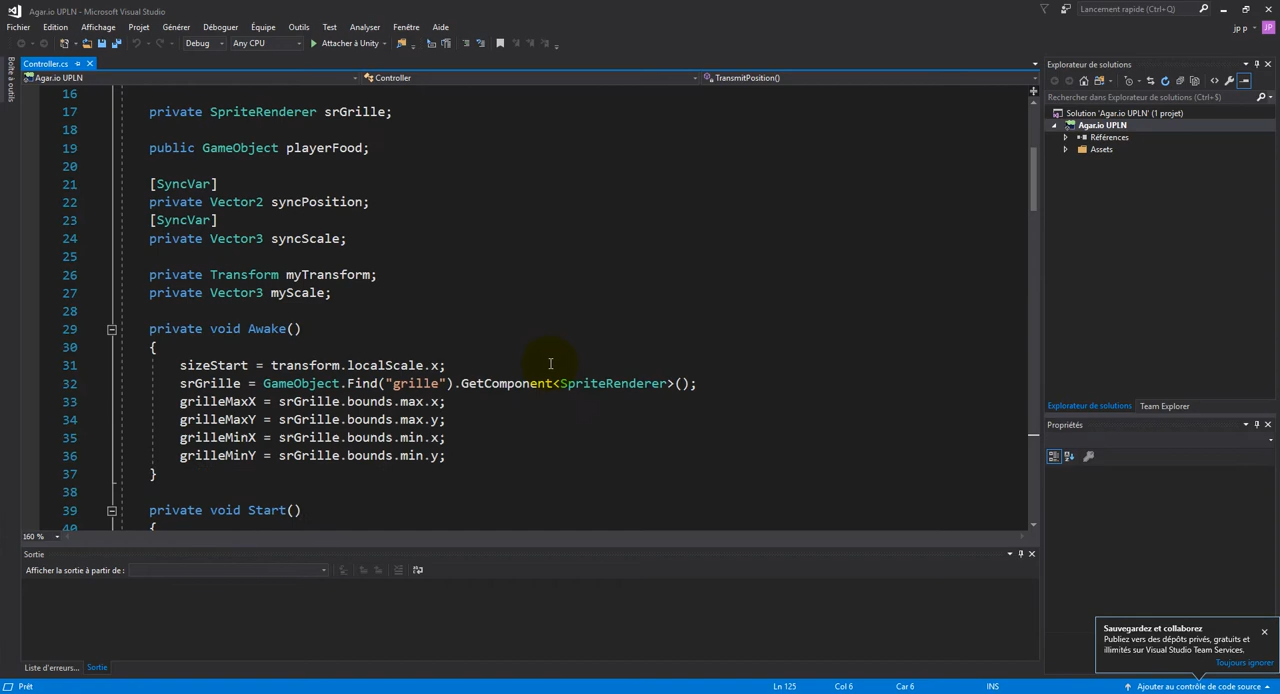 Agar.io UPLN - Microsoft Visual Studio
Lancement rapide (Ctrl+Q)
Fichier Edition Affichage Projet Générer Déboguer Équipe Outils Test Analyser Fenêtre Aide
jp p
JP
Debug Any CPU Attacher à Unity
Boîte à outils
Controller.cs
Agar.io UPLN Controller TransmitPosition()
16
17 private SpriteRenderer srGrille;
18
19 public GameObject playerFood;
20
21 [SyncVar]
22 private Vector2 syncPosition;
23 [SyncVar]
24 private Vector3 syncScale;
25
26 private Transform myTransform;
27 private Vector3 myScale;
28
29 private void Awake()
30 {
31 sizeStart = transform.localScale.x;
32 srGrille = GameObject.Find("grille").GetComponent<SpriteRenderer>();
33 grilleMaxX = srGrille.bounds.max.x;
34 grilleMaxY = srGrille.bounds.max.y;
35 grilleMinX = srGrille.bounds.min.x;
36 grilleMinY = srGrille.bounds.min.y;
37 }
38
39 private void Start()
40 {
160 %
Sortie
Afficher la sortie à partir de :
Liste d'erreurs... Sortie
Explorateur de solutions
Rechercher dans Explorateur de solutions (Ctrl+$)
Solution 'Agar.io UPLN' (1 projet)
Agar.io UPLN
Références
Assets
Explorateur de solutions Team Explorer
Propriétés
Sauvegardez et collaborez
Publiez vers des dépôts privés, gratuits et
illimités sur Visual Studio Team Services.
Toujours ignorer
Prêt Ln 125 Col 6 Car 6 INS Ajouter au contrôle de code source